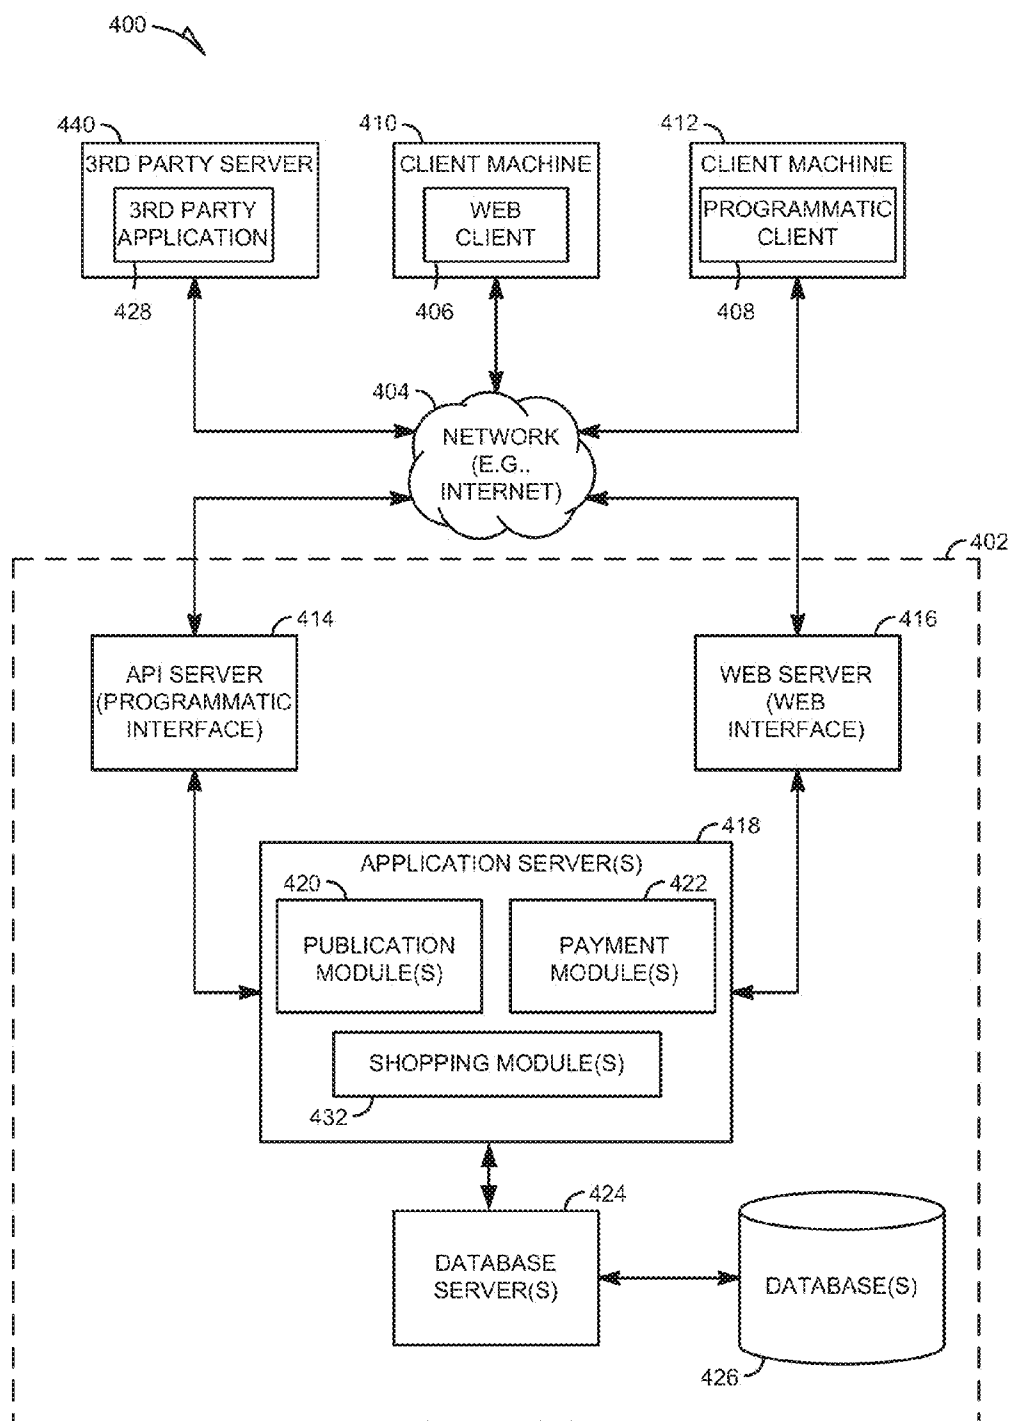 400
440
3RD PARTY SERVER
3RD PARTY
APPLICATION
428
410
CLIENT MACHINE
WEB
CLIENT
406
412
CLIENT MACHINE
PROGRAMMATIC
CLIENT
408
404
NETWORK
(E.G.,
INTERNET)
402
414
API SERVER
(PROGRAMMATIC
INTERFACE)
416
WEB SERVER
(WEB
INTERFACE)
418
APPLICATION SERVER(S)
420
PUBLICATION
MODULE(S)
422
PAYMENT
MODULE(S)
SHOPPING MODULE(S)
432
424
DATABASE
SERVER(S)
DATABASE(S)
426